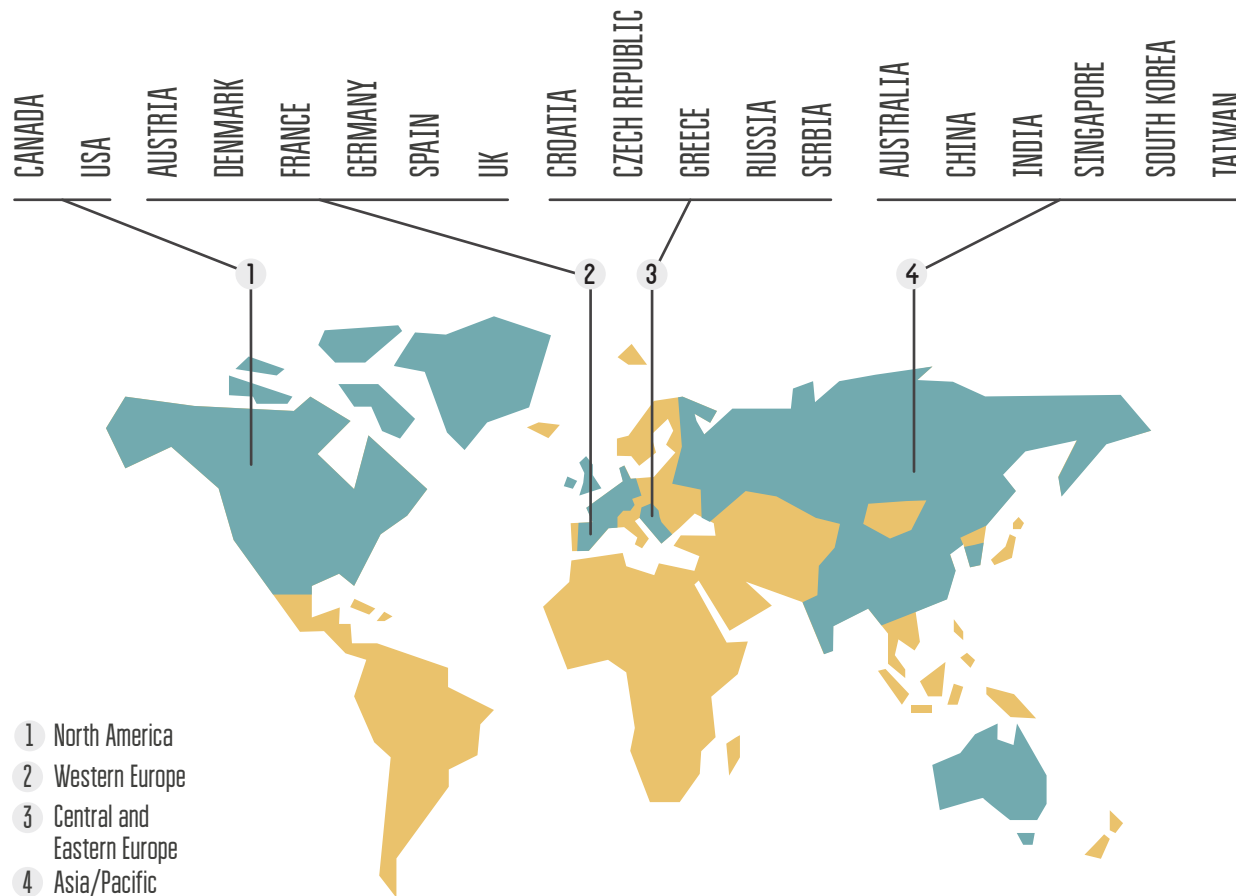 CANADA
USA
AUSTRIA
DENMARK
FRANCE
GERMANY
SPAIN
UK
CROATIA
CZECH REPUBLIC
GREECE
RUSSIA
SERBIA
AUSTRALIA
CHINA
INDIA
SINGAPORE
SOUTH KOREA
TAIWAN
1
2
3
4
1 North America
2 Western Europe
3 Central and
Eastern Europe
4 Asia/Pacific